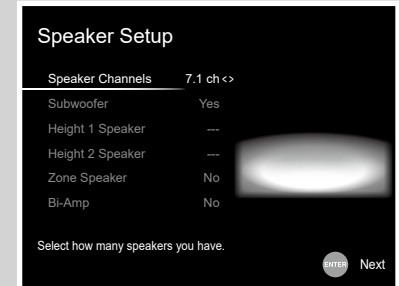 Speaker Setup
Speaker Channels 7.1 ch<>
Subwoofer Yes
Height 1 Speaker ---
Height 2 Speaker ---
Zone Speaker No
Bi-Amp No
Select how many speakers you have.
ENTER Next